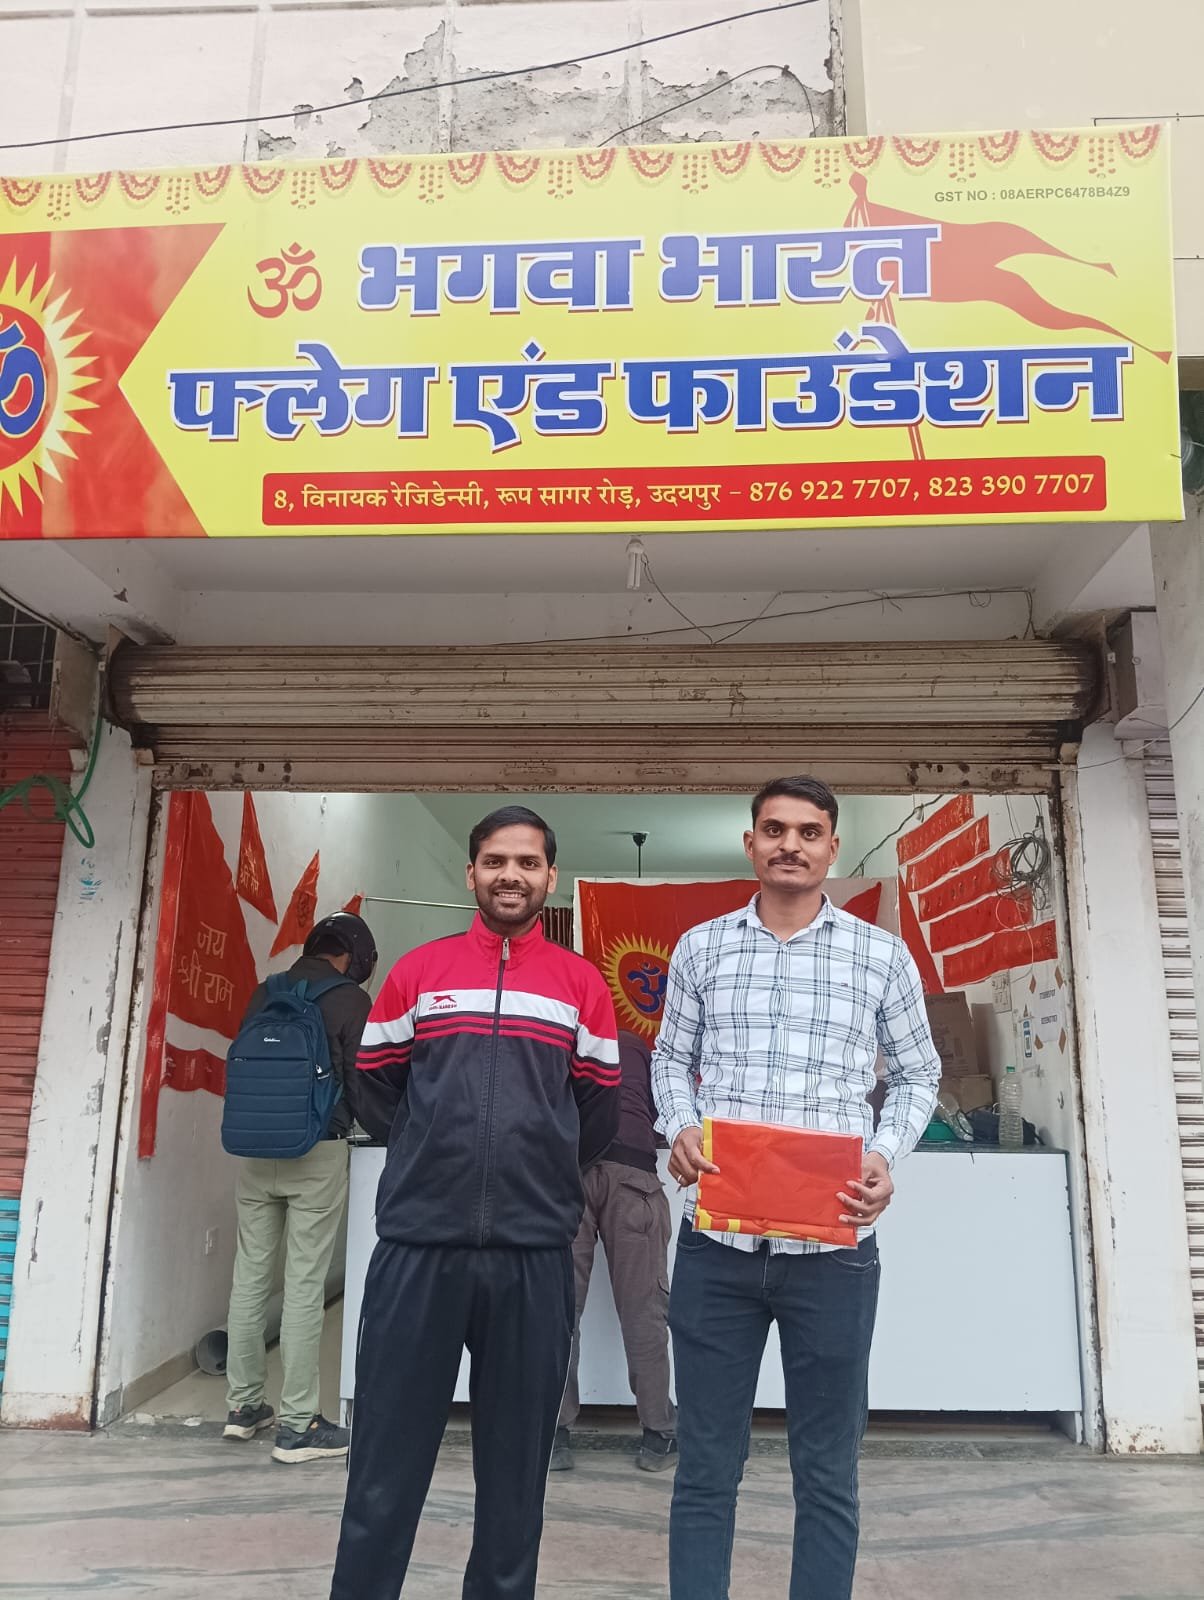 GST NO : 08AERPC6478B4Z9
ॐ भगवा भारत
फ्लेग एंड फाउंडेशन
8, विनायक रेजिडेन्सी, रूप सागर रोड़, उदयपुर – 876 922 7707, 823 390 7707
ॐ
जय
श्री राम
ॐ